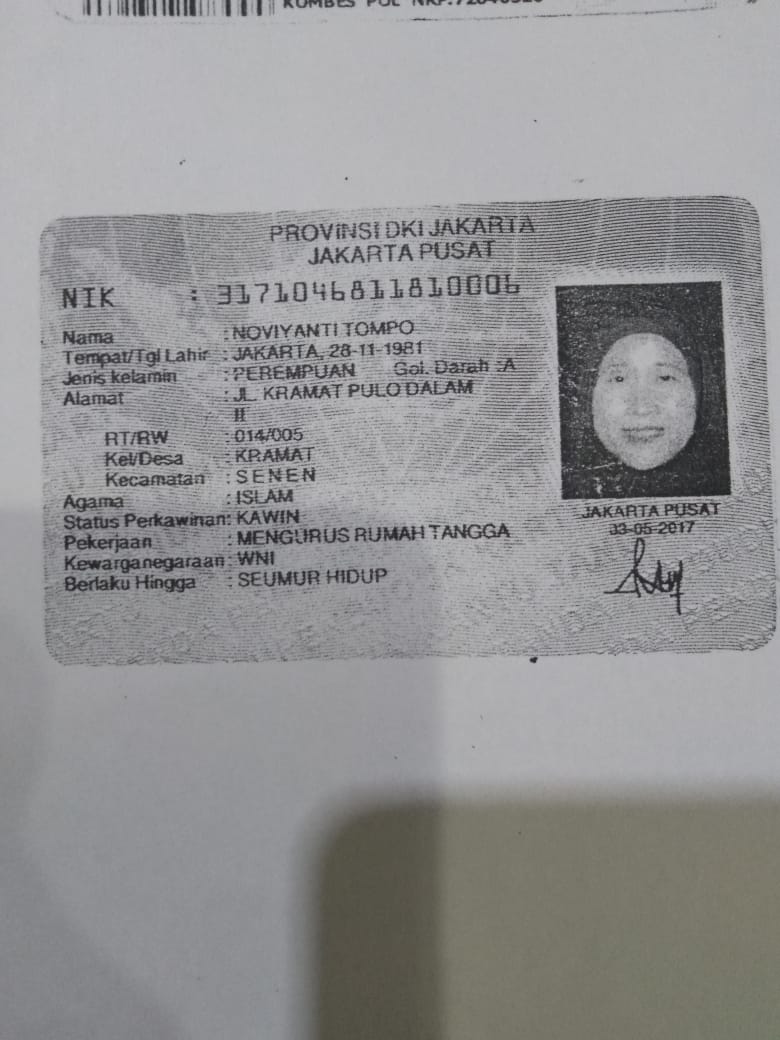 KOMBES POL NRP.
PROVINSI DKI JAKARTA
JAKARTA PUSAT
NIK : 3171046811810006
Nama : NOVIYANTI TOMPO
Tempat/Tgl Lahir : JAKARTA, 28-11-1981
Jenis kelamin : PEREMPUAN Gol. Darah : A
Alamat : JL. KRAMAT PULO DALAM
II
RT/RW : 014/005
Kel/Desa : KRAMAT
Kecamatan : SENEN
Agama : ISLAM
Status Perkawinan: KAWIN
Pekerjaan : MENGURUS RUMAH TANGGA
Kewarganegaraan: WNI
Berlaku Hingga : SEUMUR HIDUP
JAKARTA PUSAT
03-05-2017